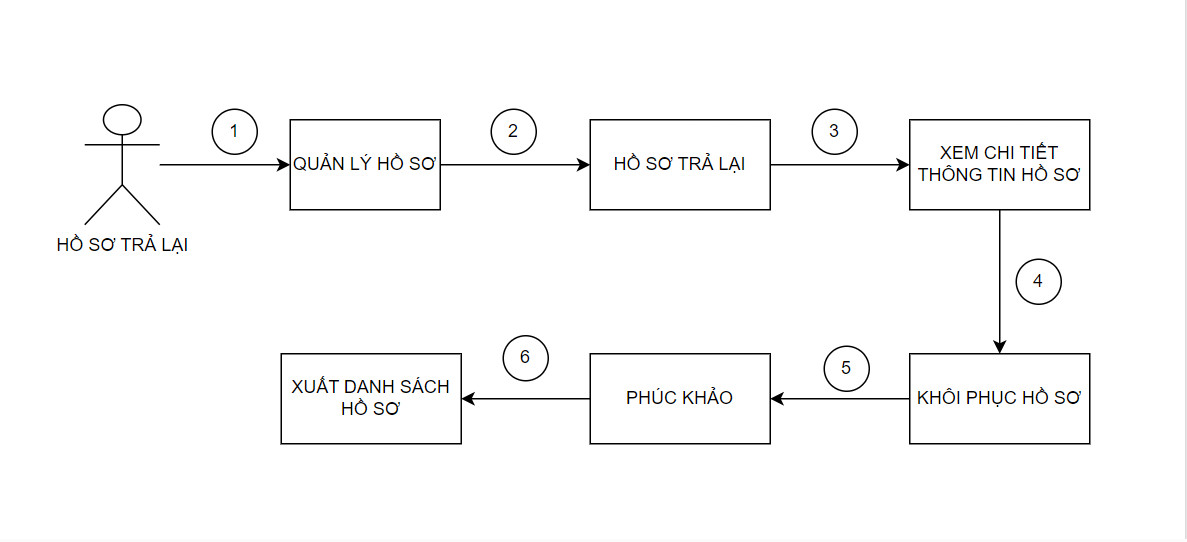 1
2
3
QUẢN LÝ HỒ SƠ
HỒ SƠ TRẢ LẠI
XEM CHI TIẾT
THÔNG TIN HỒ SƠ
HỒ SƠ TRẢ LẠI
4
6
5
XUẤT DANH SÁCH
HỒ SƠ
PHÚC KHẢO
KHÔI PHỤC HỒ SƠ